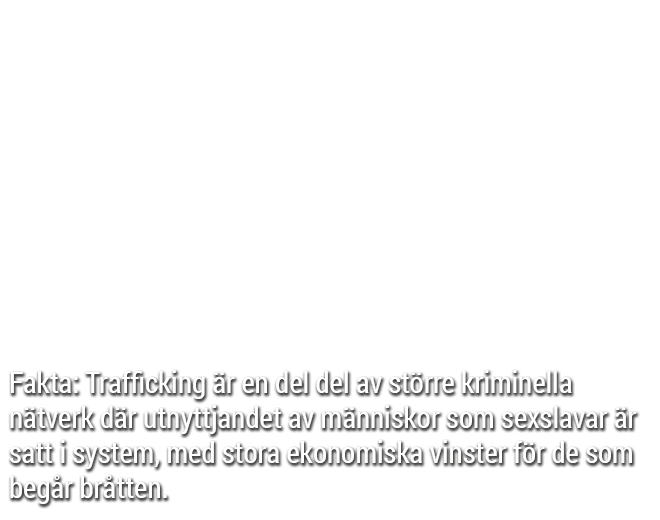 Fakta: Trafficking är en del del av större kriminella
nätverk där utnyttjandet av människor som sexslavar är
satt i system, med stora ekonomiska vinster för de som
begår bråtten.